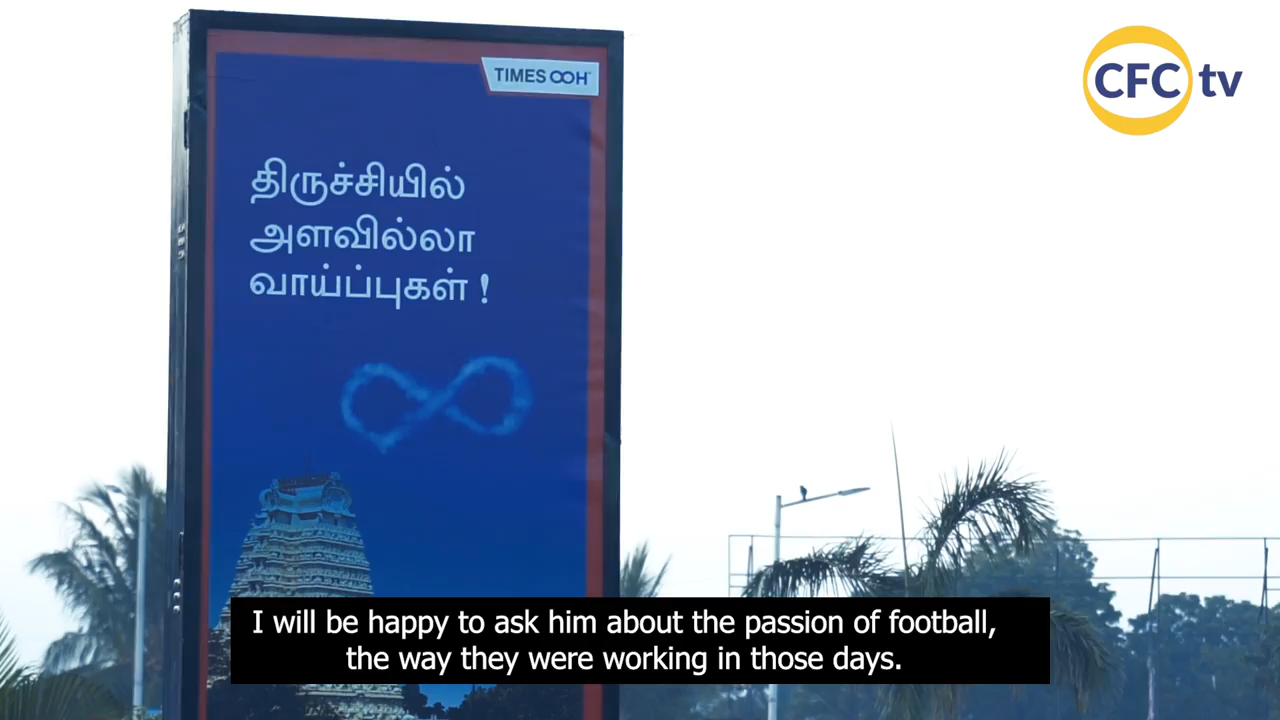 TIMES OOH
CFC tv
திருச்சியில்
அளவில்லா
வாய்ப்புகள் !
I will be happy to ask him about the passion of football,
the way they were working in those days.